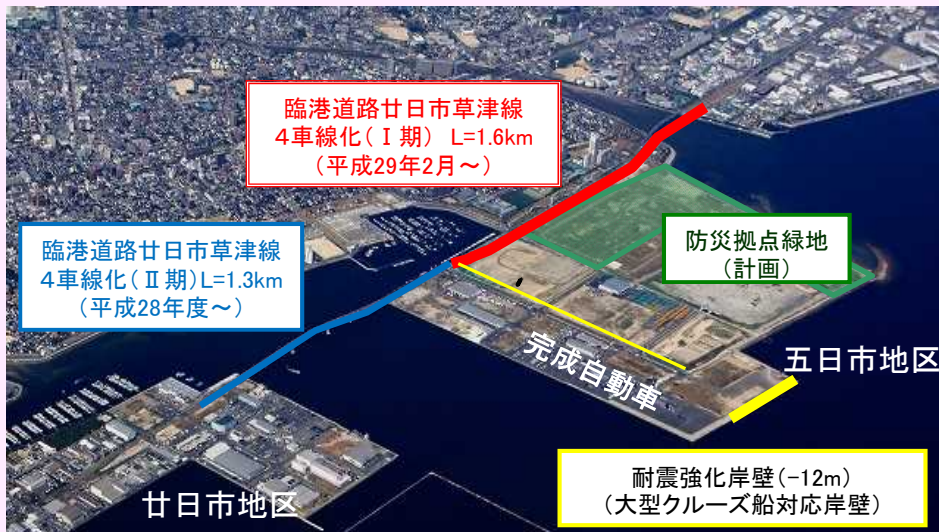 臨港道路廿日市草津線
4車線化(Ⅰ期) L=1.6km
(平成29年2月~)
臨港道路廿日市草津線
4車線化(Ⅱ期)L=1.3km
(平成28年度~)
防災拠点緑地
(計画)
完成自動車
五日市地区
耐震強化岸壁(-12m)
(大型クルーズ船対応岸壁)
廿日市地区